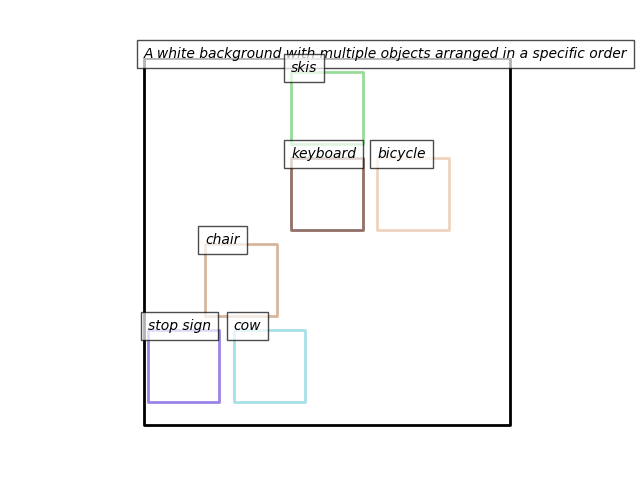 A white background with multiple objects arranged in a specific order
skis
keyboard
bicycle
chair
stop sign
cow